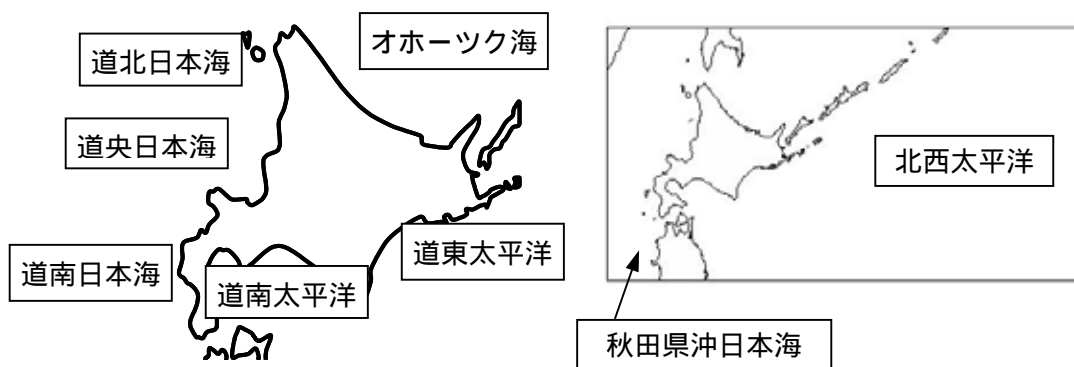 道北日本海
オホーツク海
道央日本海
道南日本海
道南太平洋
道東太平洋
北西太平洋
秋田県沖日本海